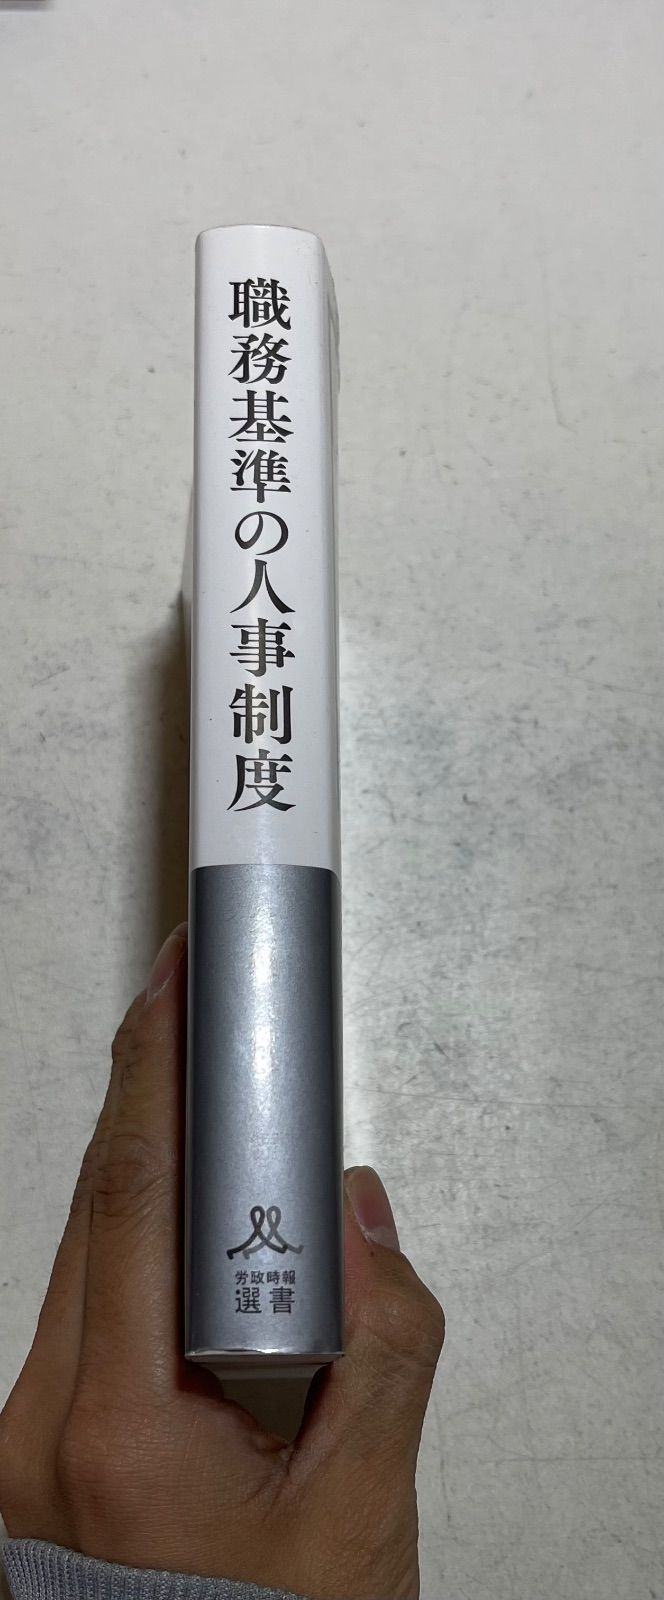 職務基準の人事制度
労政時報
選書